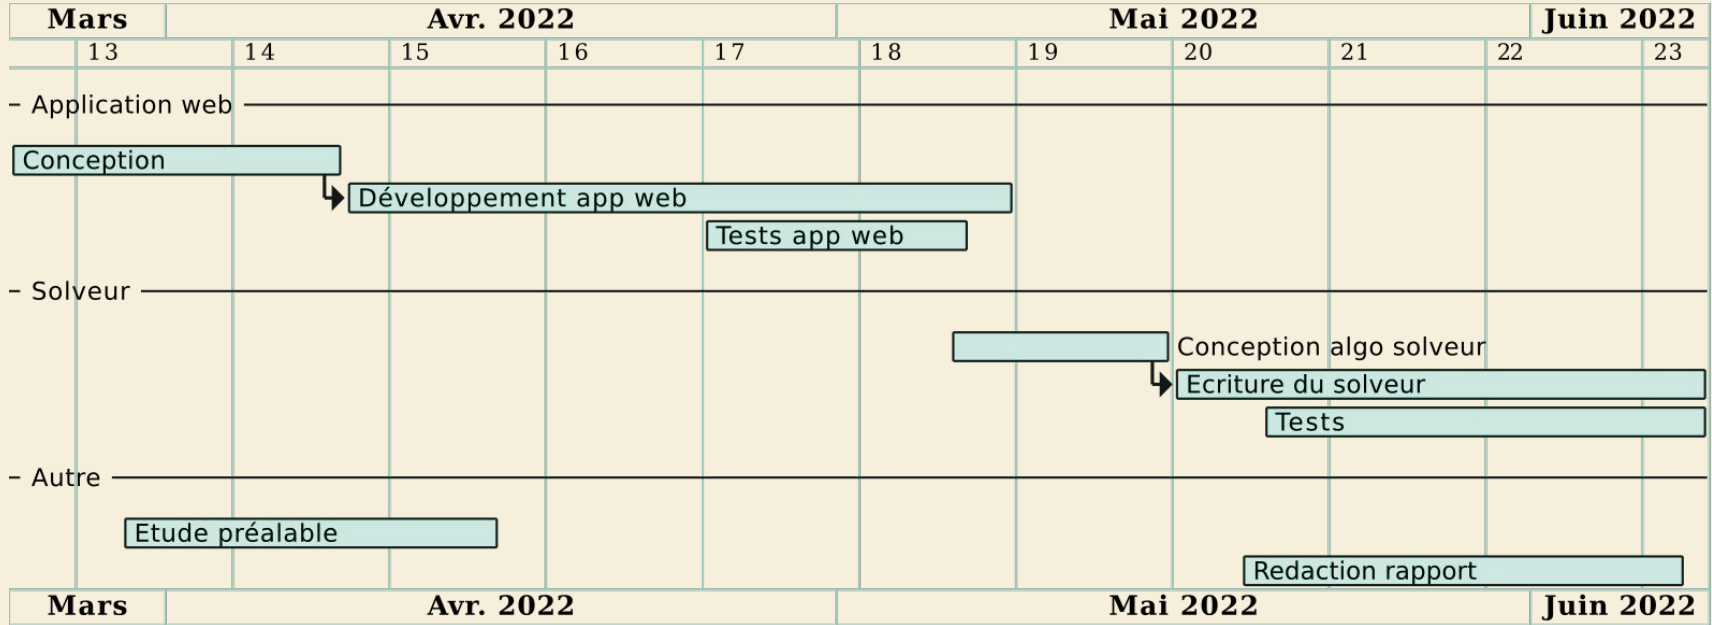 Mars Avr. 2022 Mai 2022 Juin 2022
13 14 15 16 17 18 19 20 21 22 23
Application web
Conception
Développement app web
Tests app web
Solveur
Conception algo solveur
Ecriture du solveur
Tests
Autre
Etude préalable
Redaction rapport
Mars Avr. 2022 Mai 2022 Juin 2022